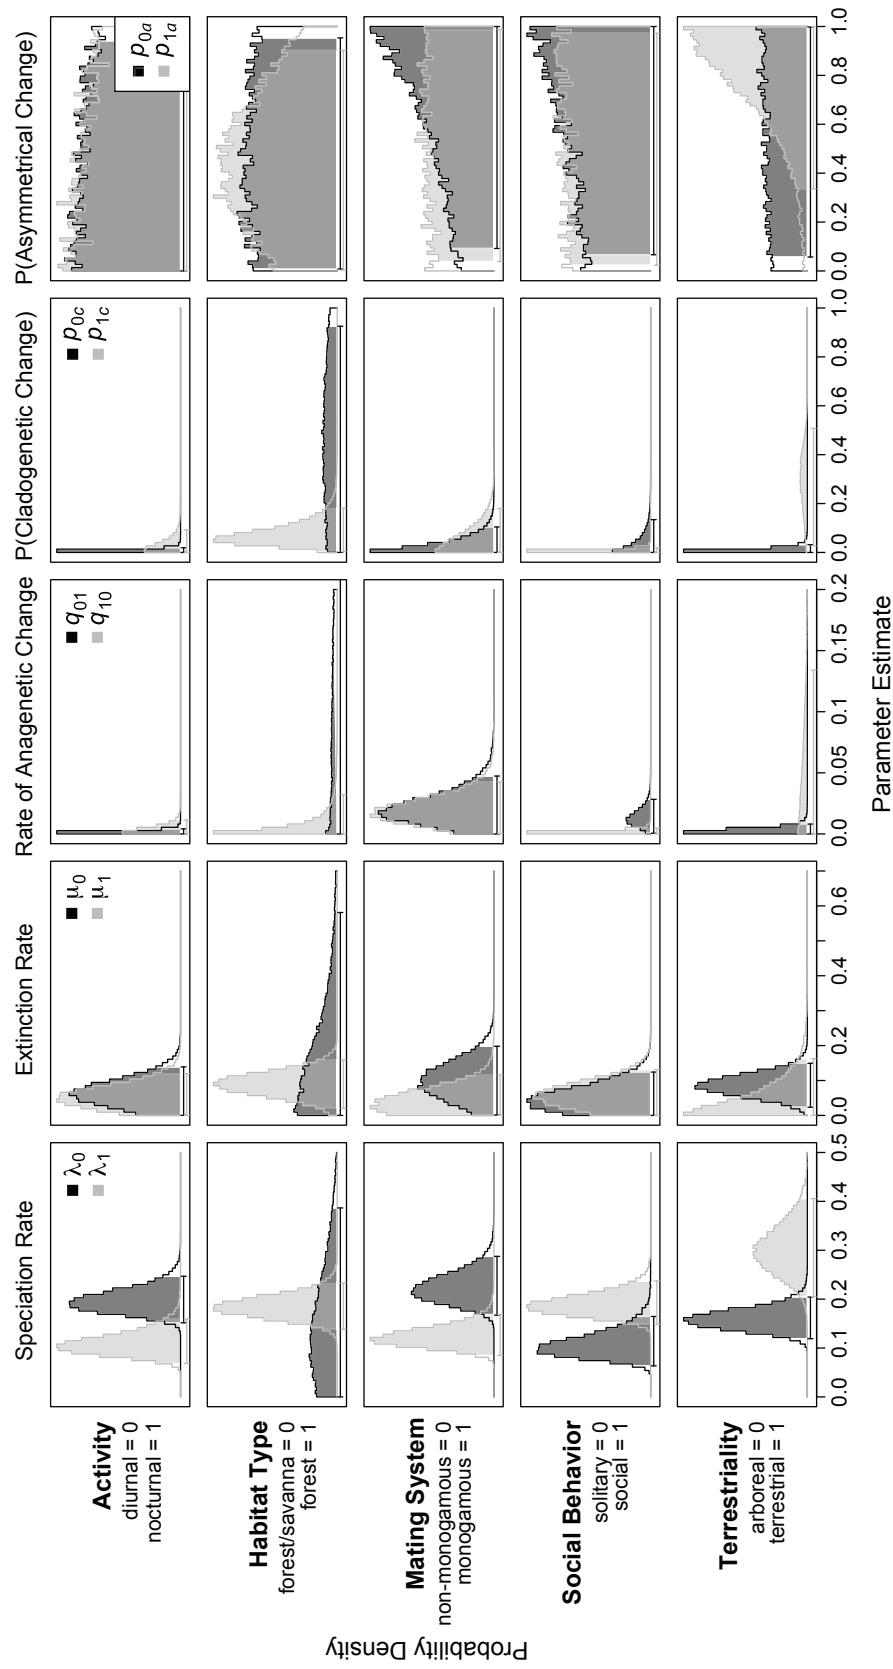 Speciation Rate
Extinction Rate
Rate of Anagenetic Change
P(Cladogenetic Change)
P(Asymmetrical Change)
Probability Density
Activity
diurnal = 0
nocturnal = 1
λ0
λ1
μ0
μ1
q01
q10
p0c
p1c
p0a
p1a
Habitat Type
forest/savanna = 0
forest = 1
Mating System
non-monogamous = 0
monogamous = 1
Social Behavior
solitary = 0
social = 1
Terrestriality
arboreal = 0
terrestrial = 1
0.0 0.1 0.2 0.3 0.4 0.5
0.0 0.2 0.4 0.6
0.0 0.05 0.1 0.15 0.2
0.0 0.2 0.4 0.6 0.8 1.0
0.0 0.2 0.4 0.6 0.8 1.0
Parameter Estimate